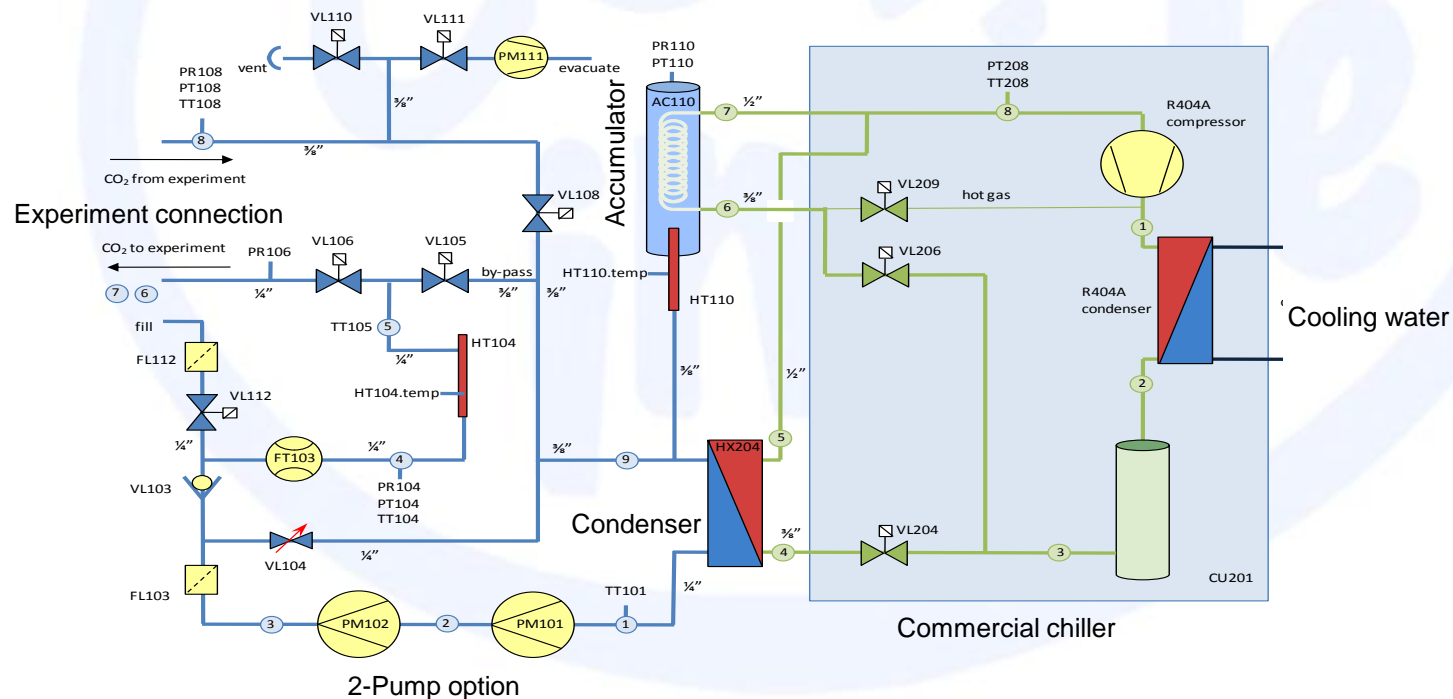 VL110
VL111
PM111
vent
evacuate
PR108
PT108
TT108
⅜”
8
⅜”
CO₂ from experiment
Experiment connection
CO₂ to experiment
VL108
PR106
VL106
VL105
by-pass
¼”
⅜”
⅜”
7
6
fill
TT105
5
¼”
HT104
FL112
HT104.temp
VL112
¼”
FT103
¼”
4
PR104
PT104
TT104
VL103
VL104
¼”
FL103
3
PM102
2
PM101
1
TT101
¼”
2-Pump option
⅜”
9
Condenser
HX204
Accumulator
PR110
PT110
AC110
HT110.temp
HT110
⅜”
7
½”
6
⅜”
½”
5
4
⅜”
PT208
TT208
8
R404A
compressor
VL209
hot gas
VL206
1
R404A
condenser
Cooling water
2
VL204
3
CU201
Commercial chiller